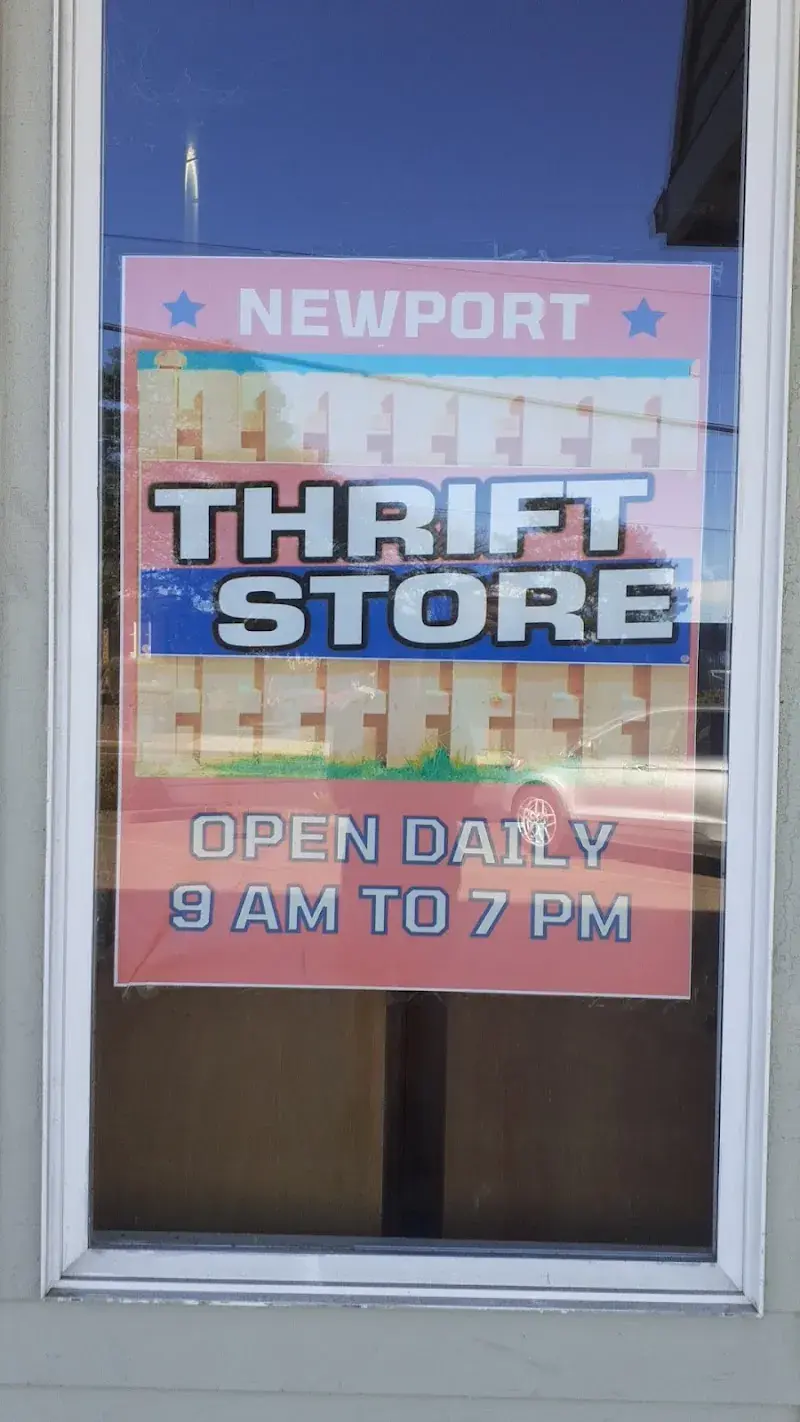 NEWPORT
THRIFT
STORE
OPEN DAILY
9 AM TO 7 PM